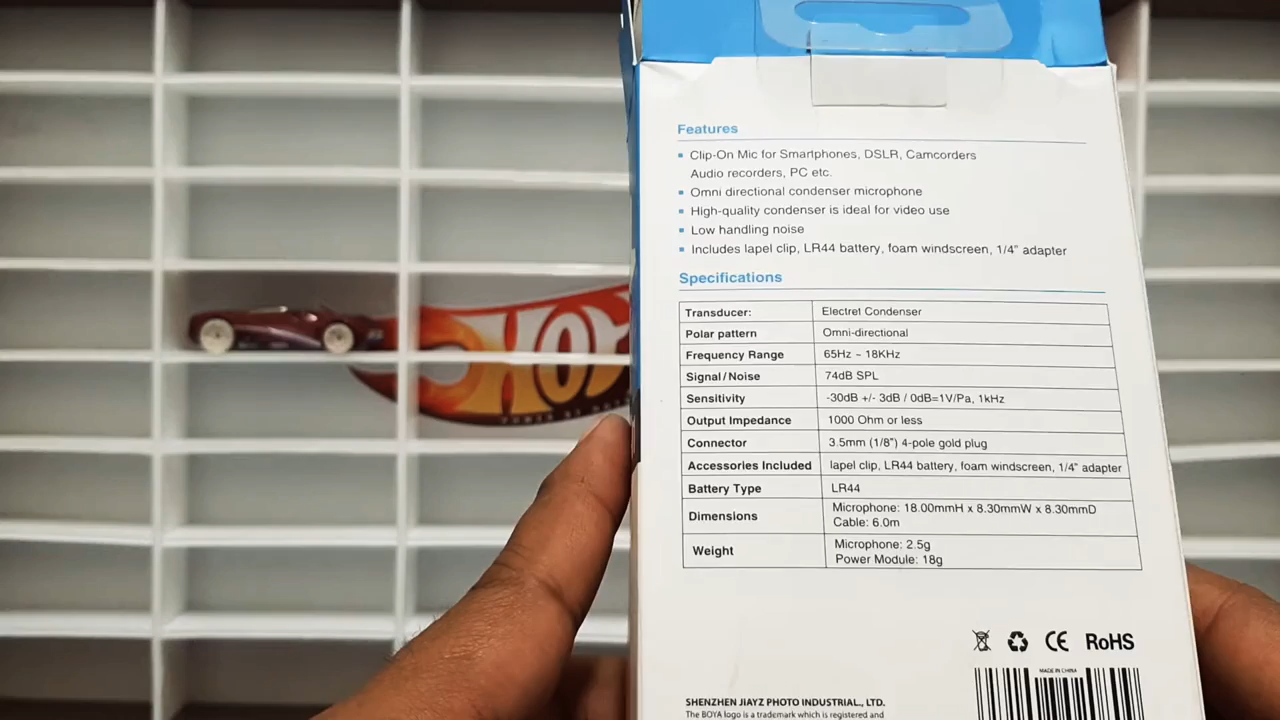 Features
Clip-On Mic for Smartphones, DSLR, Camcorders
Audio recorders, PC etc.
Omni directional condenser microphone
High-quality condenser is ideal for video use
Low handling noise
Includes lapel clip, LR44 battery, foam windscreen, 1/4" adapter
Specifications
Transducer: Electret Condenser
Polar pattern Omni-directional
Frequency Range 65Hz ~ 18KHz
Signal/Noise 74dB SPL
Sensitivity -30dB +/- 3dB / 0dB=1V/Pa, 1kHz
Output Impedance 1000 Ohm or less
Connector 3.5mm (1/8") 4-pole gold plug
Accessories Included lapel clip, LR44 battery, foam windscreen, 1/4" adapter
Battery Type LR44
Dimensions Microphone: 18.00mmH x 8.30mmW x 8.30mmD
Cable: 6.0m
Weight Microphone: 2.5g
Power Module: 18g
CE RoHS
MADE IN CHINA
SHENZHEN JIAYZ PHOTO INDUSTRIAL., LTD.
The BOYA logo is a trademark which is registered and
HOT